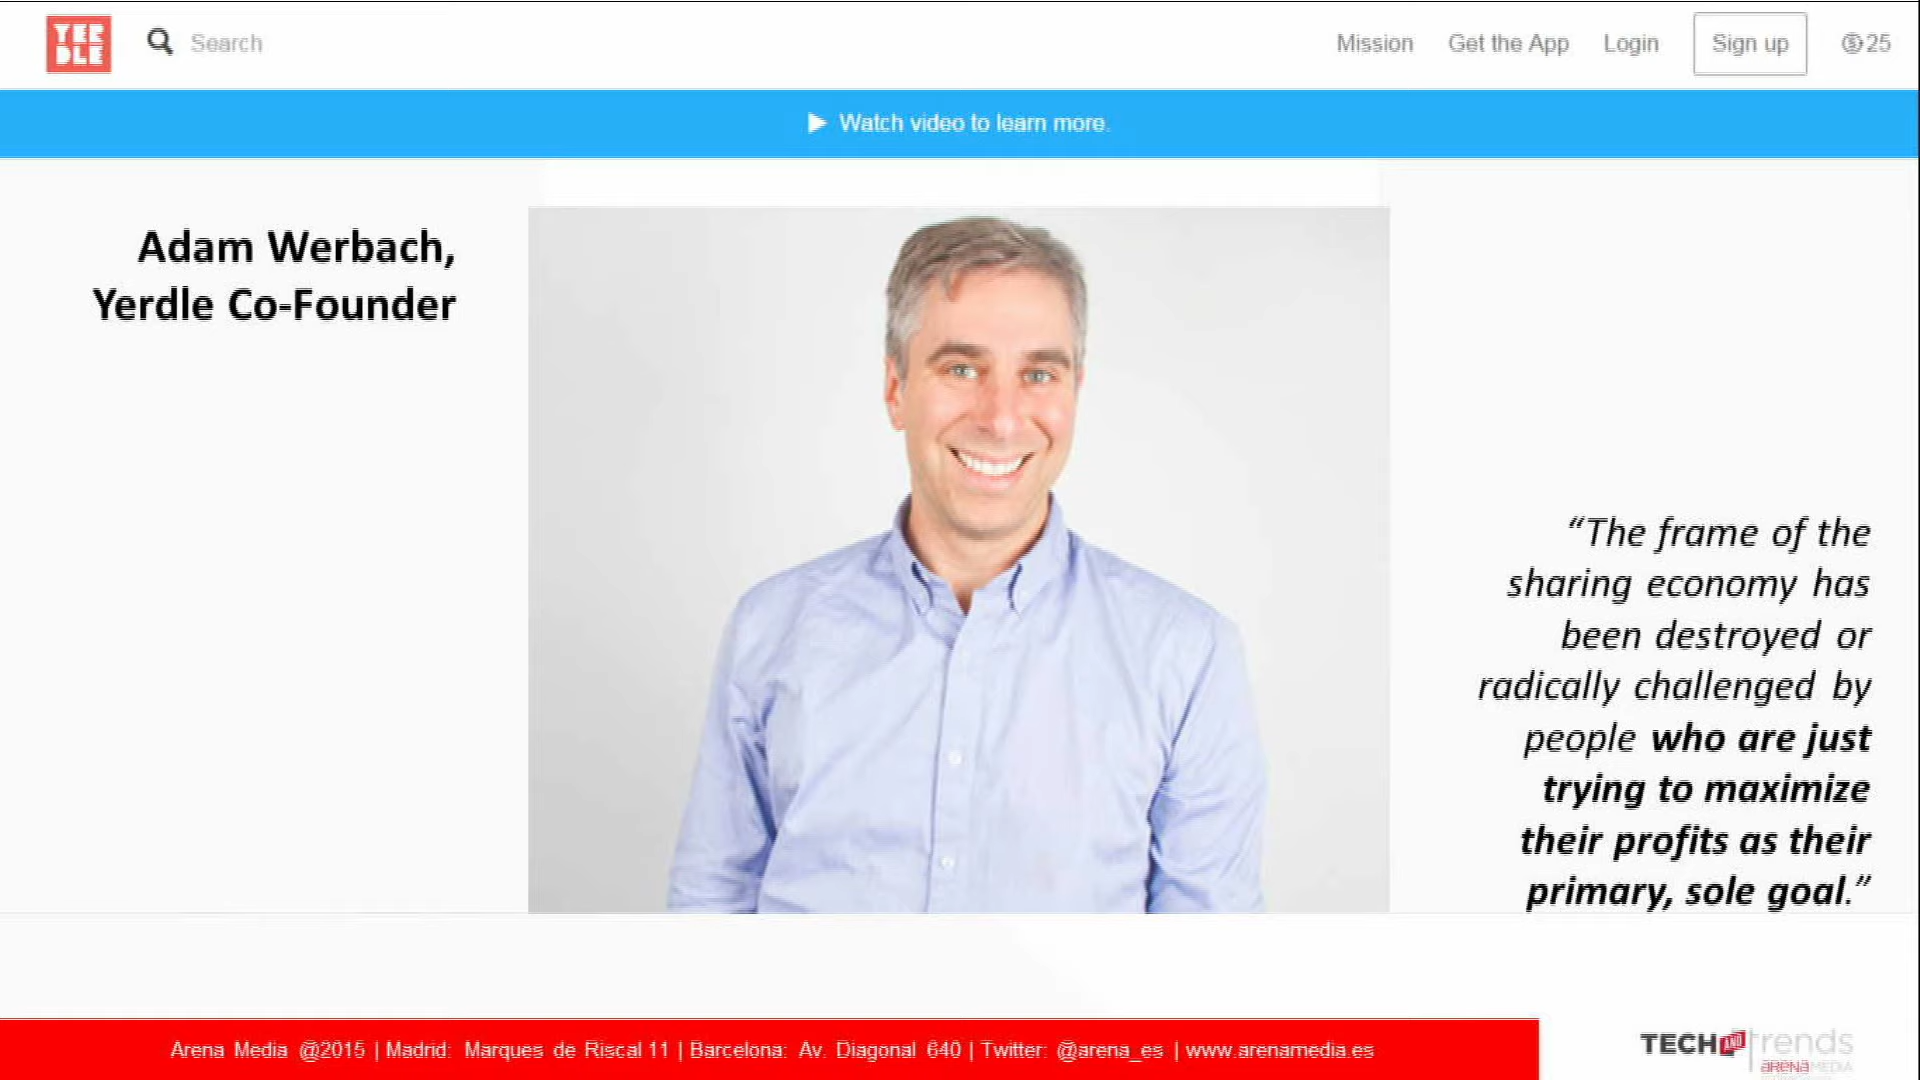 YER
DLE
Search
Mission
Get the App
Login
Sign up
25
Watch video to learn more.
Adam Werbach,
Yerdle Co-Founder
“The frame of the
sharing economy has
been destroyed or
radically challenged by
people who are just
trying to maximize
their profits as their
primary, sole goal.”
Arena Media @2015 | Madrid: Marques de Riscal 11 | Barcelona: Av. Diagonal 640 | Twitter: @arena_es | www.arenamedia.es
TECH AND trends
arena MEDIA